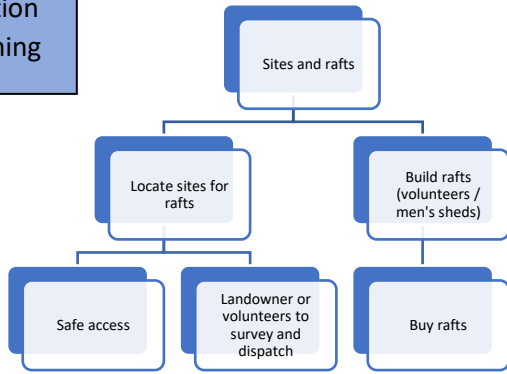 Sites and rafts
Locate sites for
rafts
Build rafts
(volunteers /
men's sheds)
Safe access
Landowner or
volunteers to
survey and
dispatch
Buy rafts